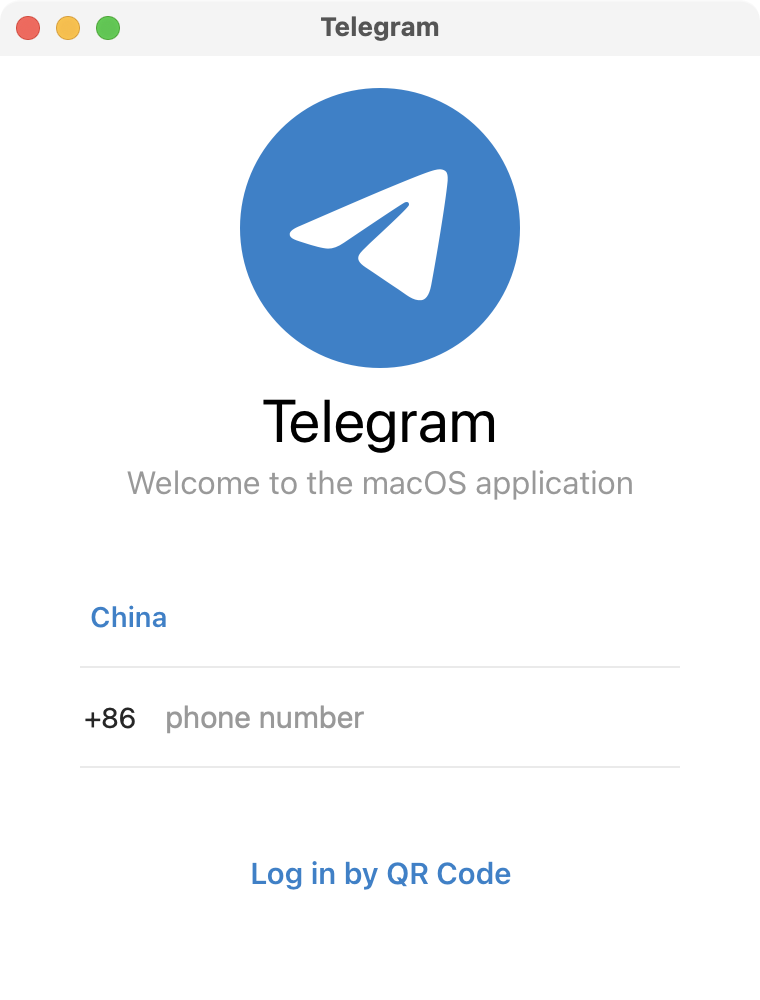 Telegram
Telegram
Welcome to the macOS application
China
+86 phone number
Log in by QR Code